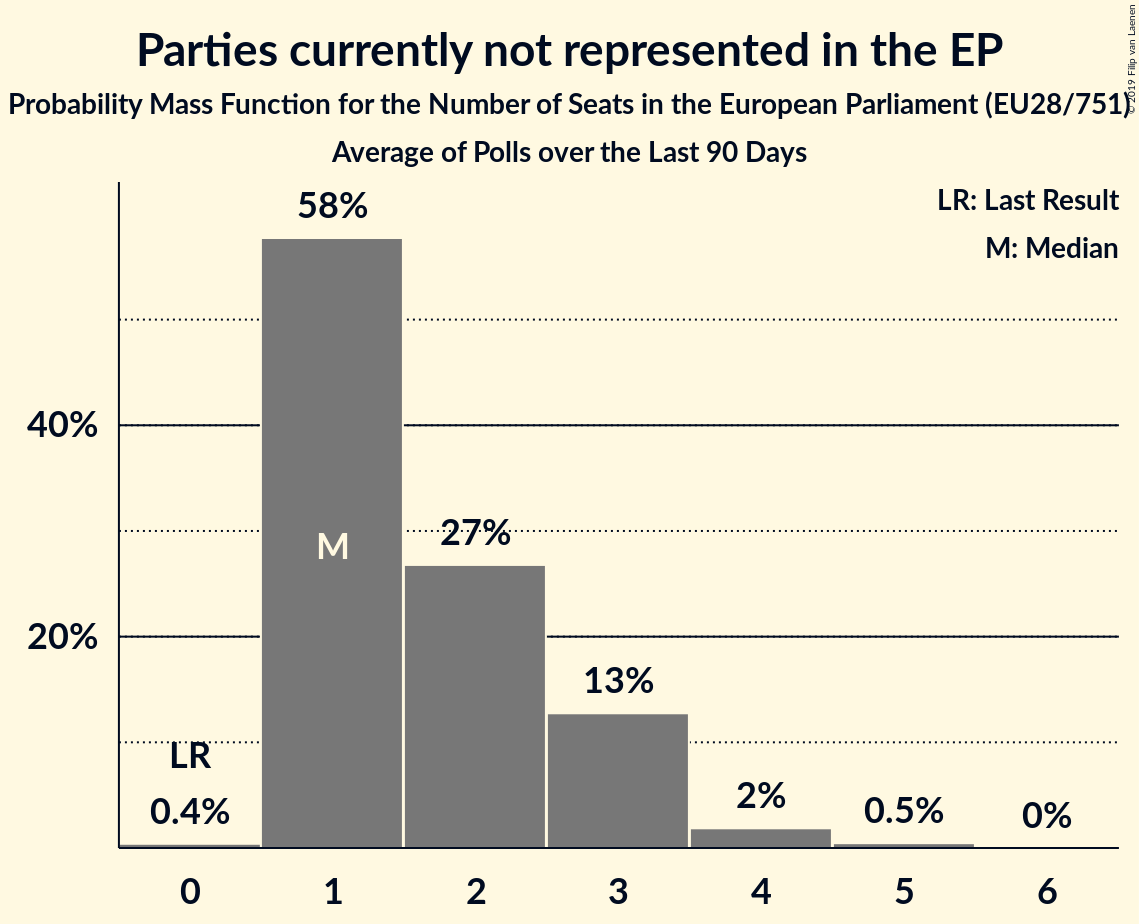 Parties currently not represented in the EP
Probability Mass Function for the Number of Seats in the European Parliament (EU28/751)
Average of Polls over the Last 90 Days
© 2019 Filip van Laenen
LR: Last Result
M: Median
58%
40%
M
27%
20%
13%
LR
0.4%
2%
0.5%
0%
0 1 2 3 4 5 6